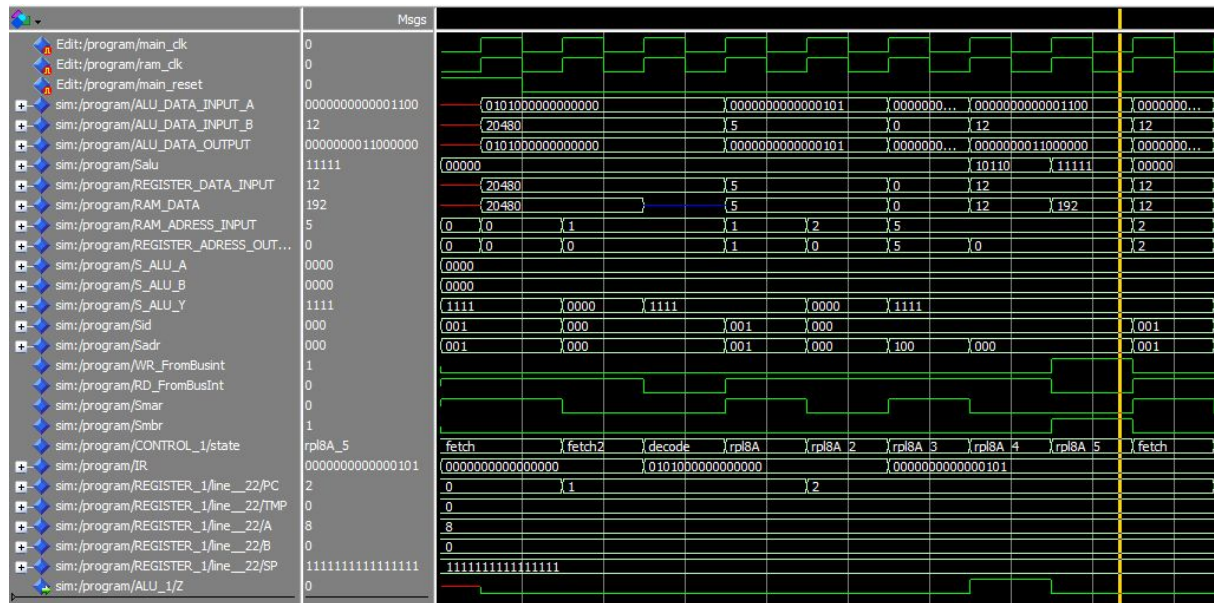 Msgs
Edit:/program/main_clk 0
Edit:/program/ram_clk 0
Edit:/program/main_reset 0
sim:/program/ALU_DATA_INPUT_A 0000000000001100 0101000000000000 0000000000000101 0000000... 0000000000001100 0000000...
sim:/program/ALU_DATA_INPUT_B 12 20480 5 0 12 12
sim:/program/ALU_DATA_OUTPUT 0000000011000000 0101000000000000 0000000000000101 0000000... 0000000011000000 0000000...
sim:/program/Salu 11111 00000 10110 11111 00000
sim:/program/REGISTER_DATA_INPUT 12 20480 5 0 12 12
sim:/program/RAM_DATA 192 20480 5 0 12 192 12
sim:/program/RAM_ADRESS_INPUT 5 0 0 1 1 2 5 2
sim:/program/REGISTER_ADRESS_OUT... 0 0 0 0 1 0 5 0 2
sim:/program/S_ALU_A 0000 0000
sim:/program/S_ALU_B 0000 0000
sim:/program/S_ALU_Y 1111 1111 0000 1111 0000 1111
sim:/program/Sid 000 001 000 001 000 001
sim:/program/Sadr 000 001 000 001 000 100 000 001
sim:/program/WR_FromBusint 1
sim:/program/RD_FromBusInt 0
sim:/program/Smar 0
sim:/program/Smbr 1
sim:/program/CONTROL_1/state rpl8A_5 fetch fetch2 decode rpl8A rpl8A_2 rpl8A_3 rpl8A_4 rpl8A_5 fetch
sim:/program/IR 0000000000000101 0000000000000000 0101000000000000 0000000000000101
sim:/program/REGISTER_1/line__22/PC 2 0 1 2
sim:/program/REGISTER_1/line__22/TMP 0 0
sim:/program/REGISTER_1/line__22/A 8 8
sim:/program/REGISTER_1/line__22/B 0 0
sim:/program/REGISTER_1/line__22/SP 1111111111111111 1111111111111111
sim:/program/ALU_1/Z 0